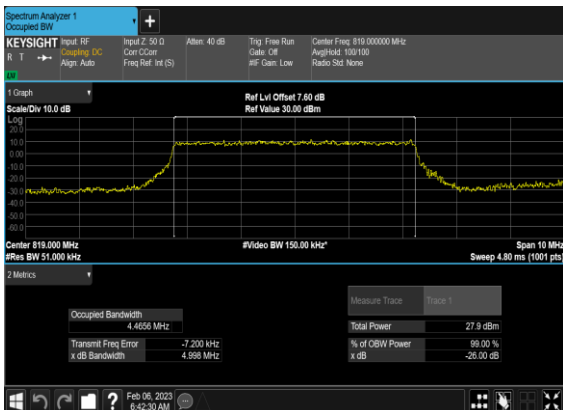 Spectrum Analyzer 1
Occupied BW
KEYSIGHT
R T
Input: RF
Coupling: DC
Align: Auto
Input Z: 50 Ω
Corr CCorr
Freq Ref: Int (S)
Atten: 40 dB
Trig: Free Run
Gate: Off
#IF Gain: Low
Center Freq: 819.000000 MHz
Avg|Hold: 100/100
Radio Std: None
1 Graph
Scale/Div 10.0 dB
Ref Lvl Offset 7.60 dB
Ref Value 30.00 dBm
Log
20.0
10.0
0.00
-10.0
-20.0
-30.0
-40.0
-50.0
-60.0
Center 819.000 MHz
#Res BW 51.000 kHz
#Video BW 150.00 kHz*
Span 10 MHz
Sweep 4.80 ms (1001 pts)
2 Metrics
Measure Trace Trace 1
Occupied Bandwidth
4.4656 MHz
Total Power 27.9 dBm
Transmit Freq Error -7.200 kHz
% of OBW Power 99.00 %
x dB Bandwidth 4.998 MHz
x dB -26.00 dB
Feb 06, 2023
6:42:30 AM